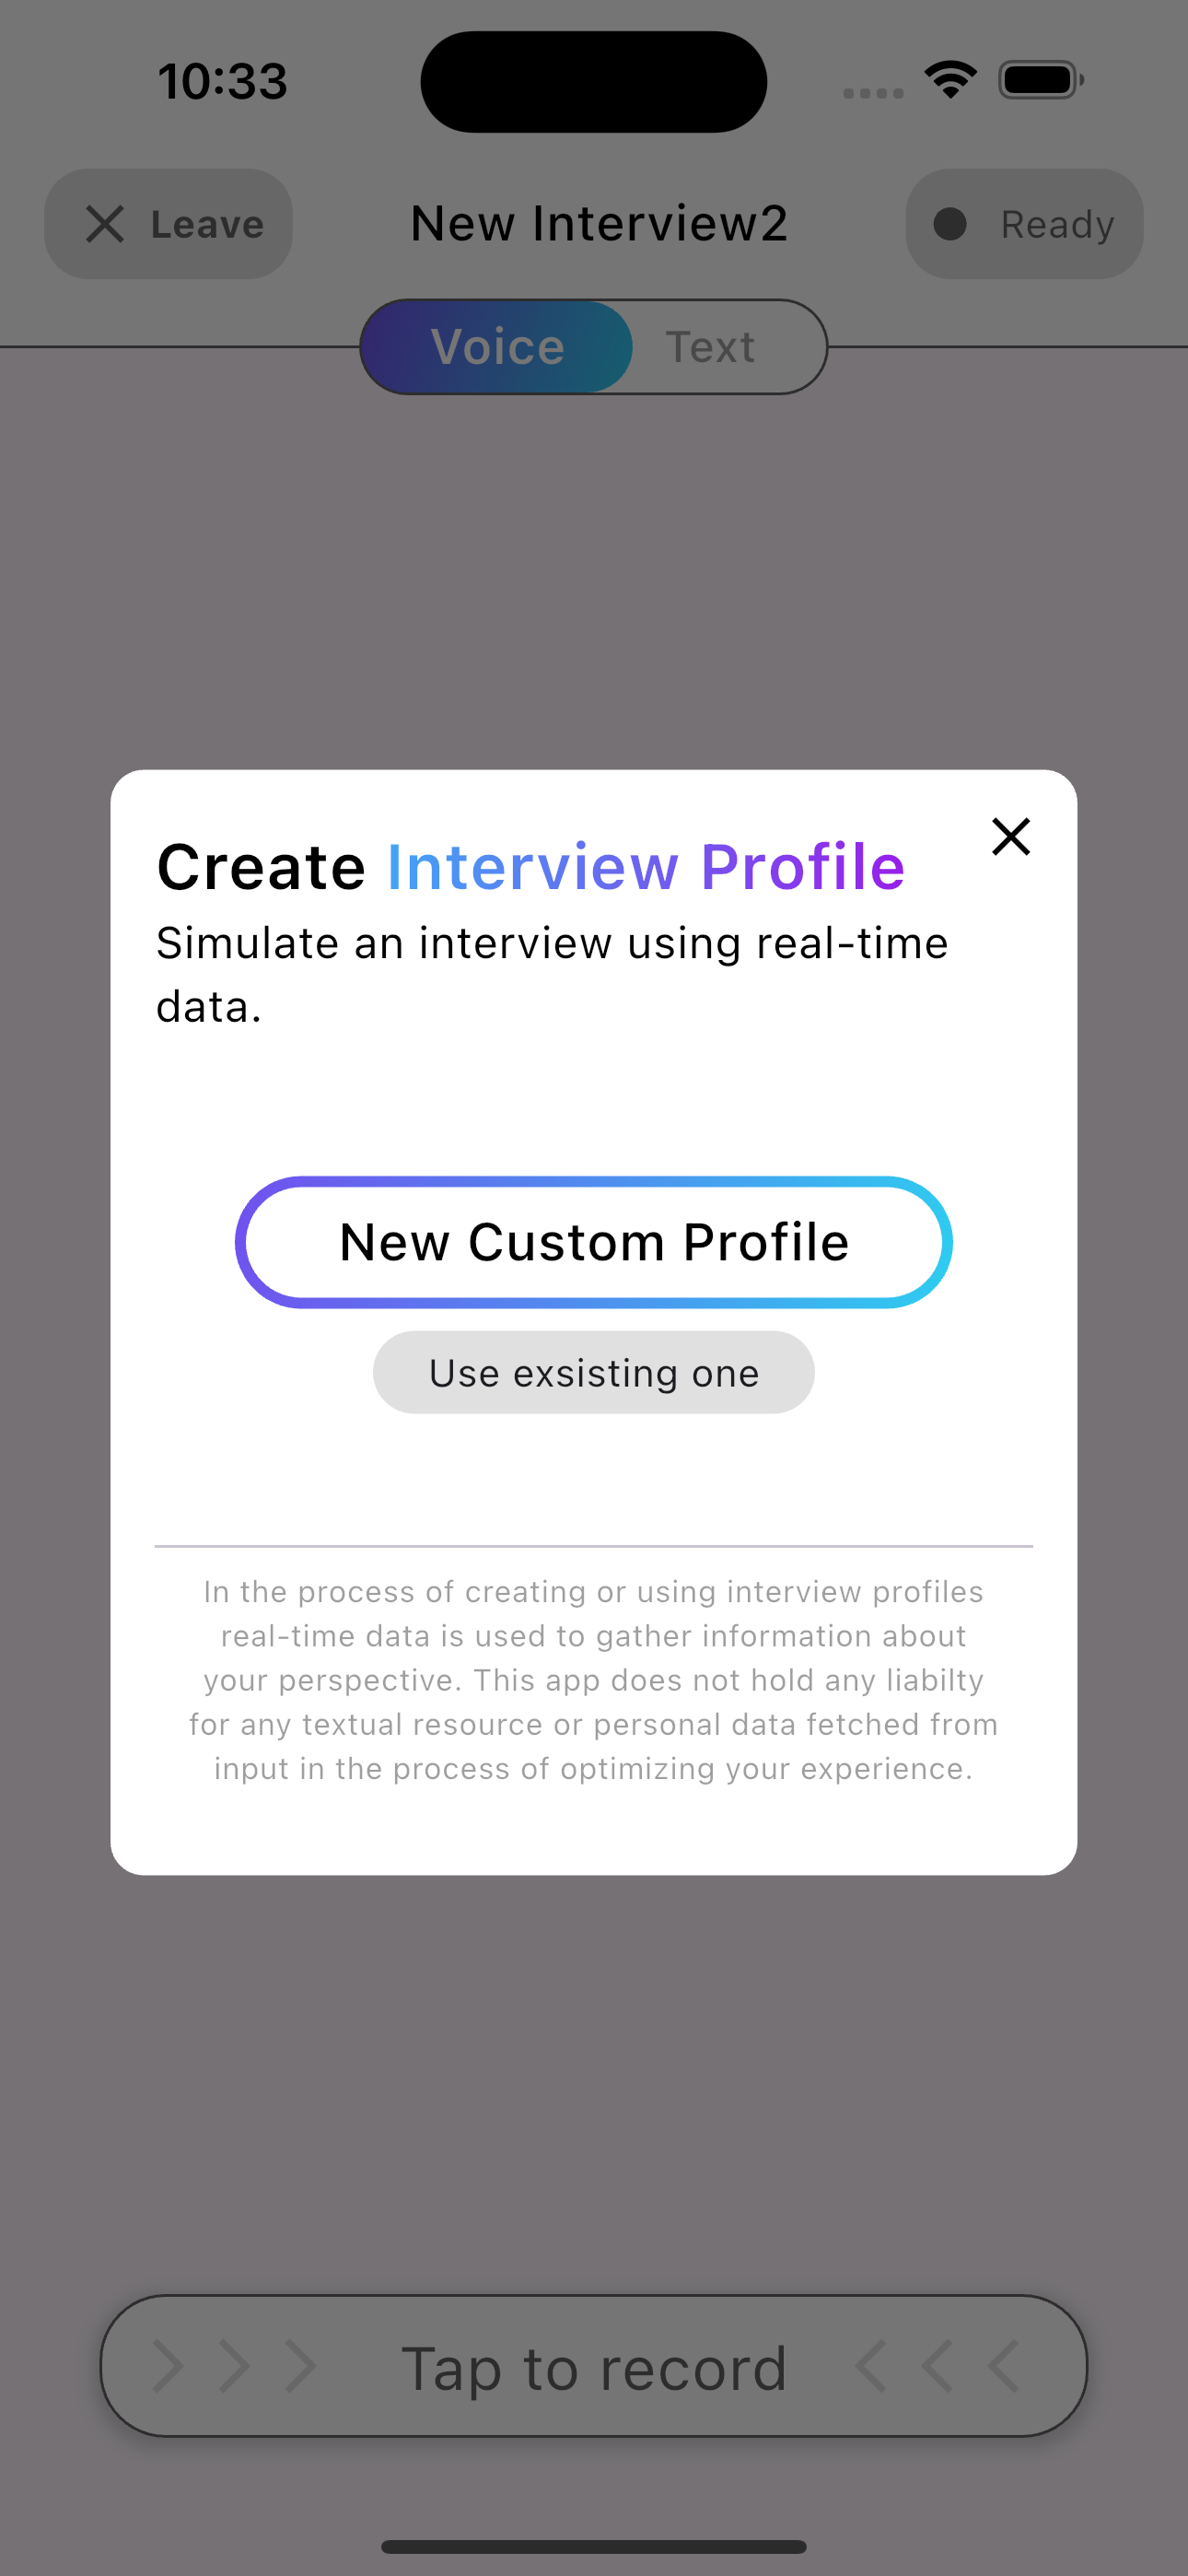 10:33
Leave
New Interview2
Ready
Voice
Text
Create Interview Profile
Simulate an interview using real-time
data.
New Custom Profile
Use exsisting one
In the process of creating or using interview profiles
real-time data is used to gather information about
your perspective. This app does not hold any liabilty
for any textual resource or personal data fetched from
input in the process of optimizing your experience.
Tap to record